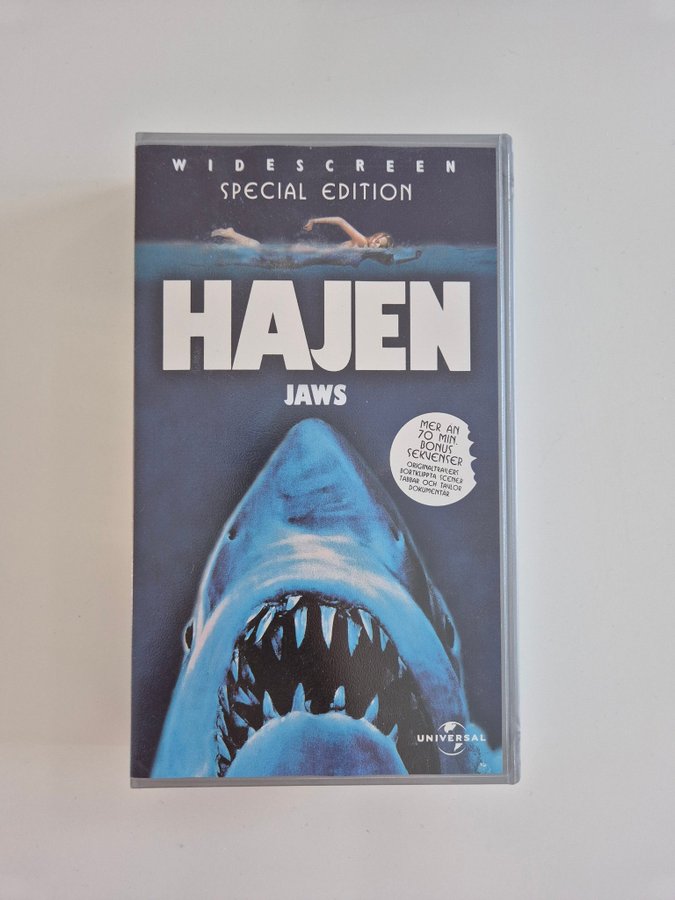 WIDESCREEN
SPECIAL EDITION
HAJEN
JAWS
MER ÄN
70 MIN.
BONUS
SEKVENSER
ORIGINALTRAILERS
BORTKLIPPTA SCENER
TABBAR OCH TAVLOR
DOKUMENTÄR
UNIVERSAL